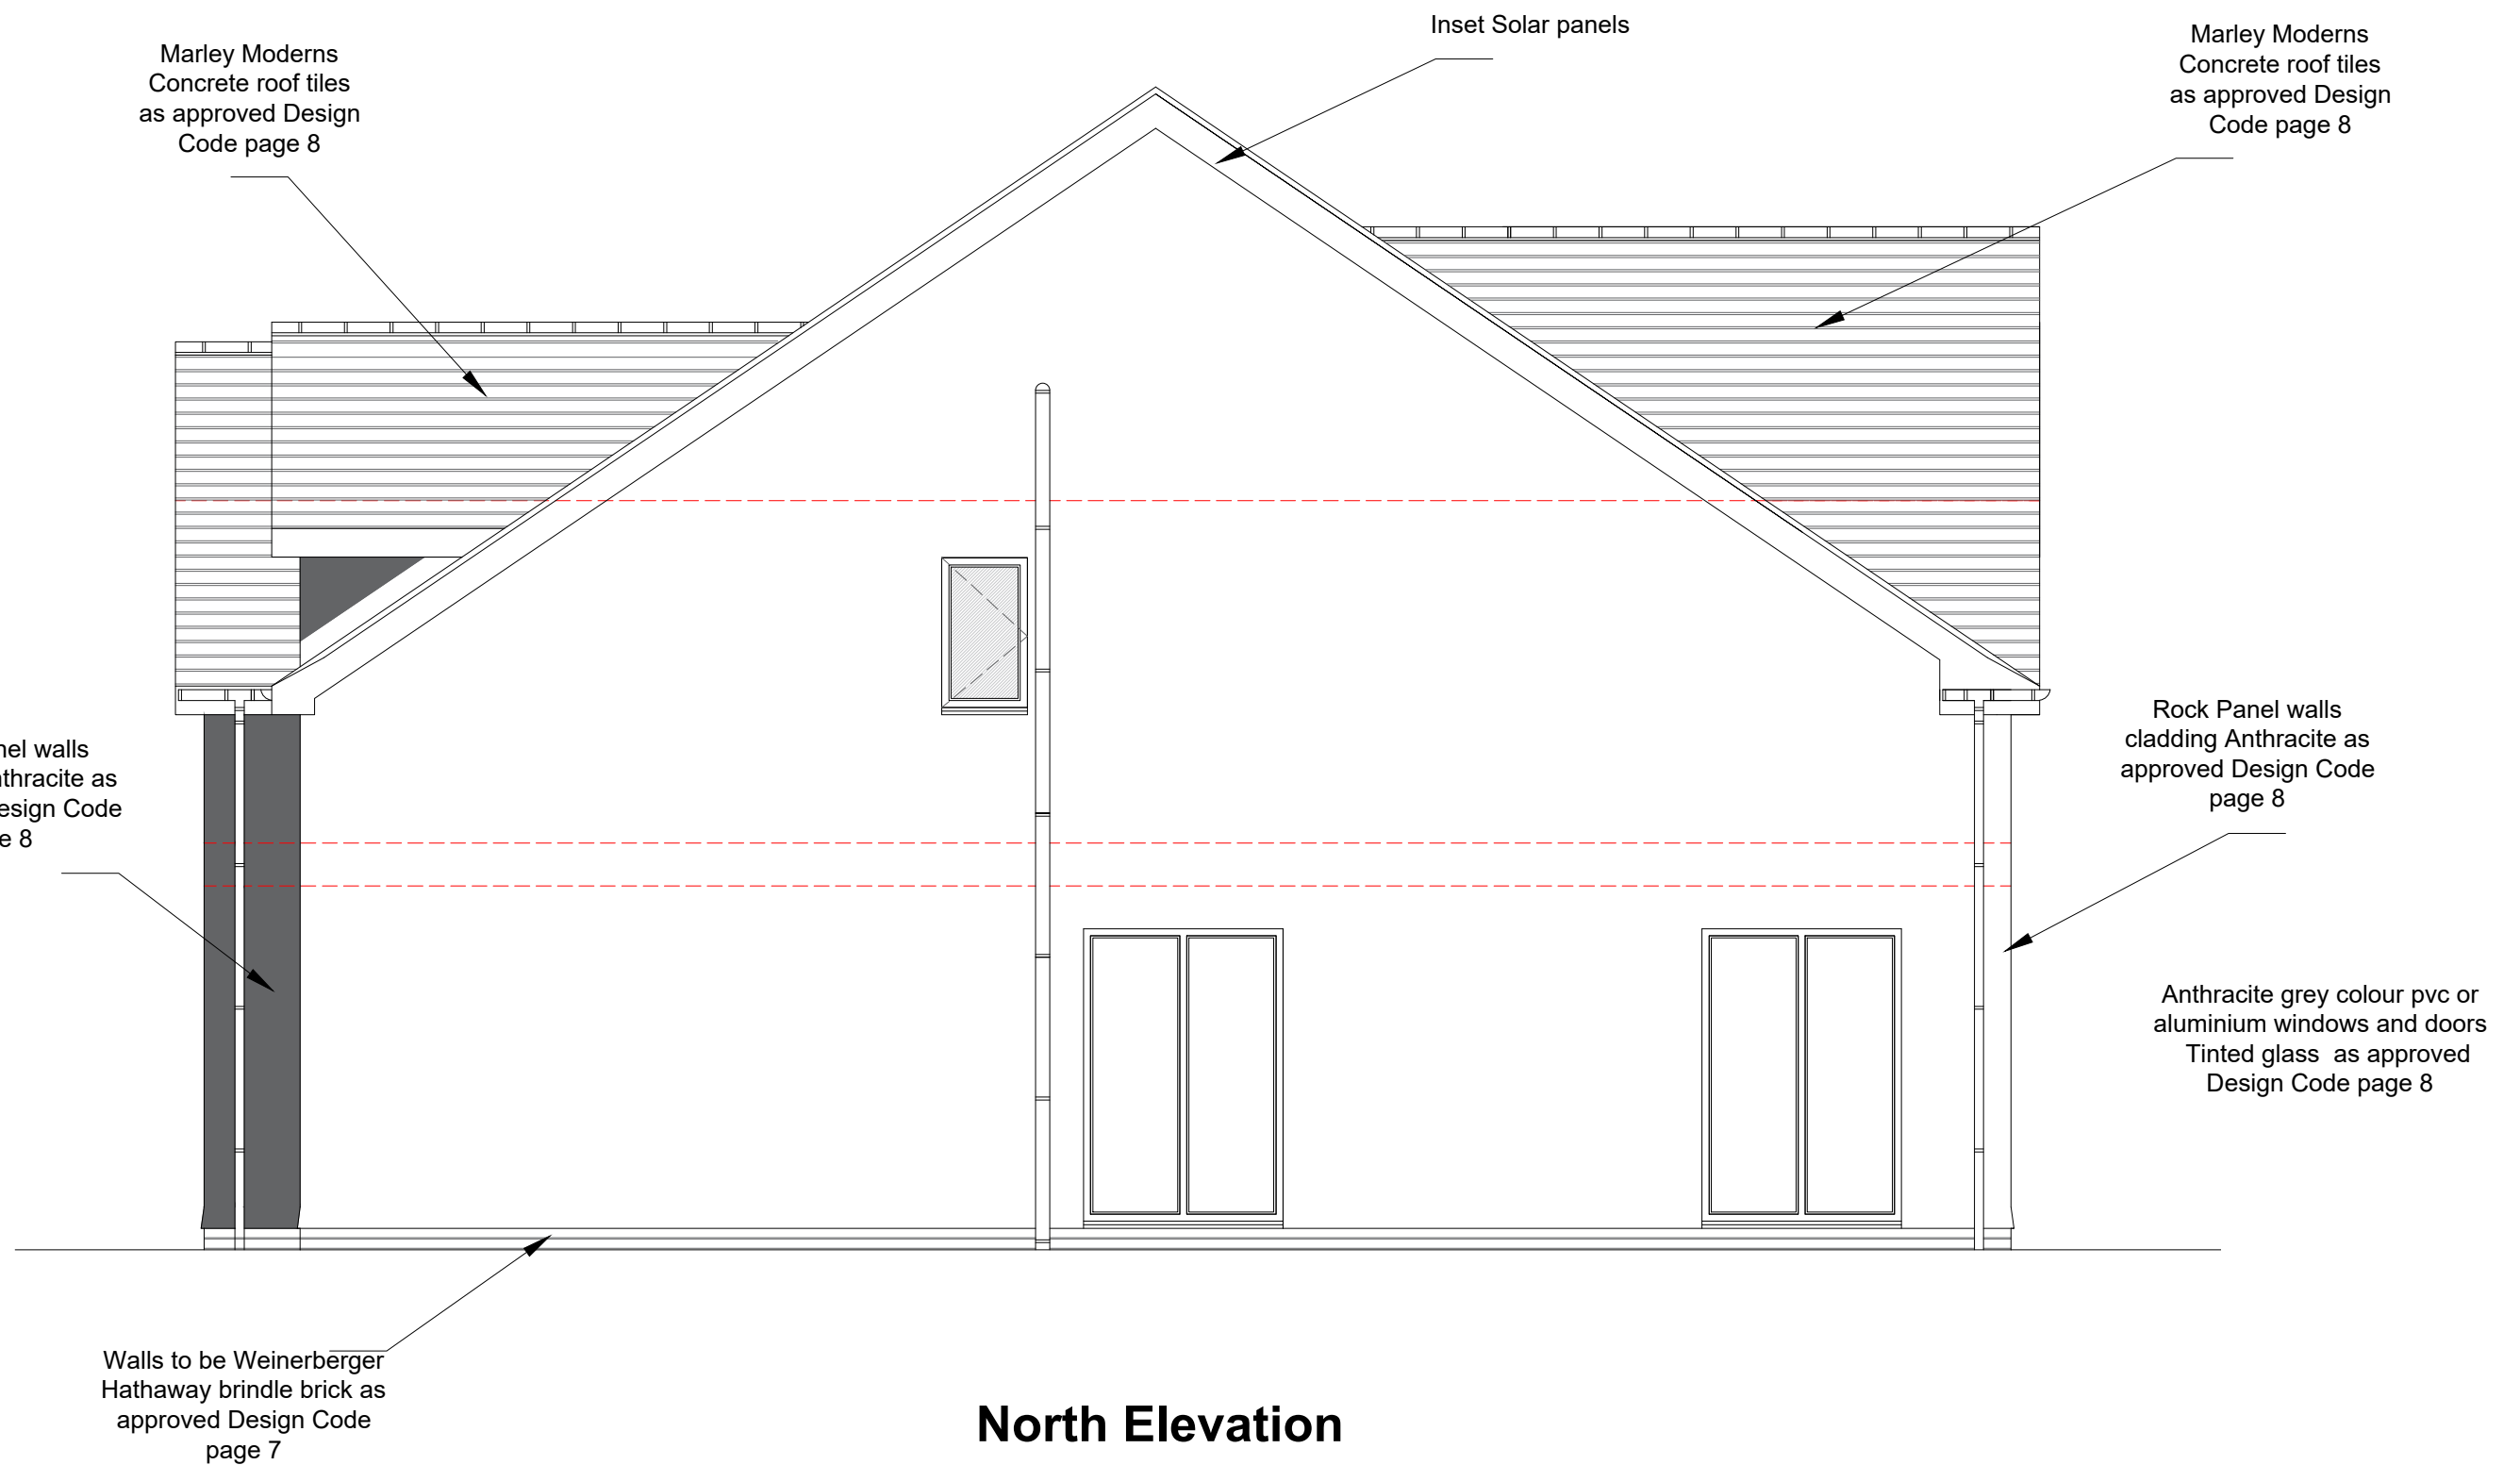 Inset Solar panels
Marley Moderns
Concrete roof tiles
as approved Design
Code page 8
Marley Moderns
Concrete roof tiles
as approved Design
Code page 8
walls
as
Code
8
Rock Panel walls
cladding Anthracite as
approved Design Code
page 8
Anthracite grey colour pvc or
aluminium windows and doors
Tinted glass as approved
Design Code page 8
Walls to be Weinerberger
Hathaway brindle brick as
approved Design Code
page 7
North Elevation